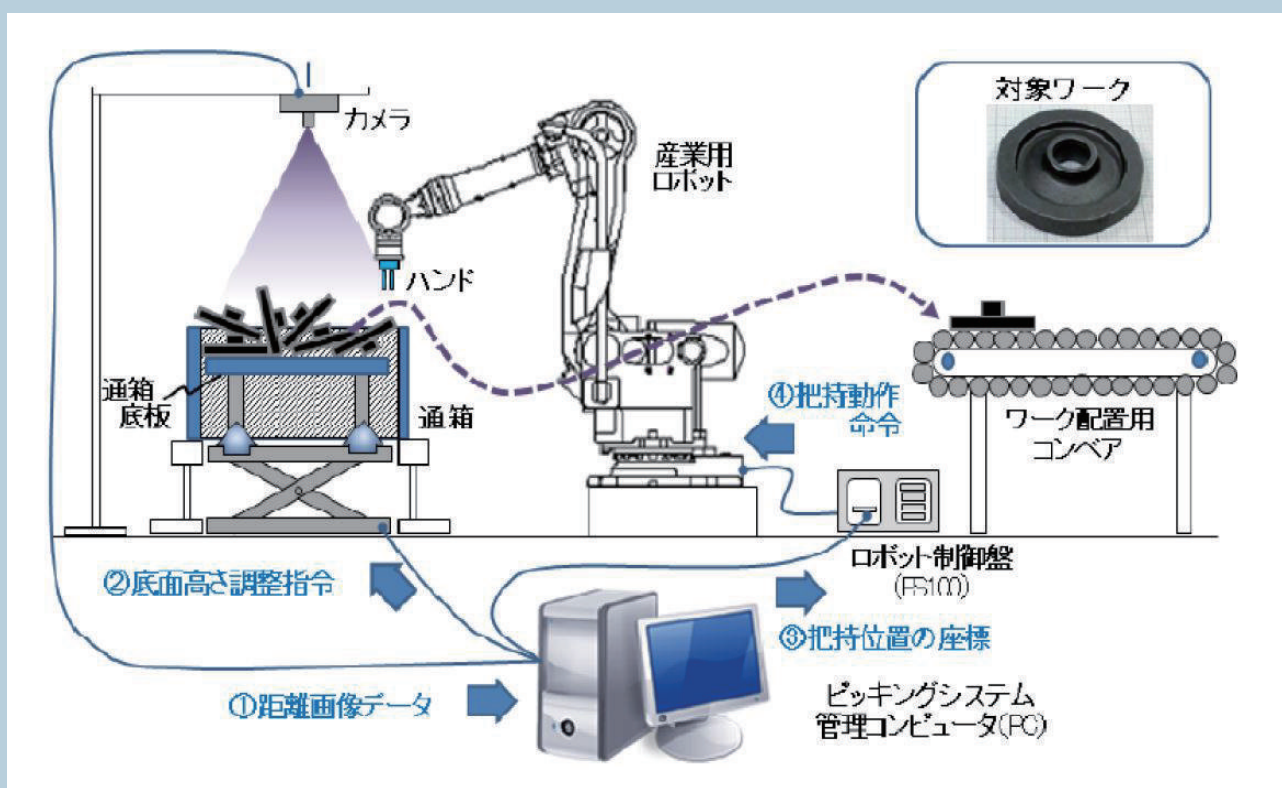 カメラ
対象ワーク
産業用
ロボット
ハンド
通箱
底板
通箱
④把持動作
命令
ワーク配置用
コンベア
ロボット制御盤
(FS100)
②底面高さ調整指令
③把持位置の座標
①距離画像データ
ピッキングシステム
管理コンピュータ(PC)